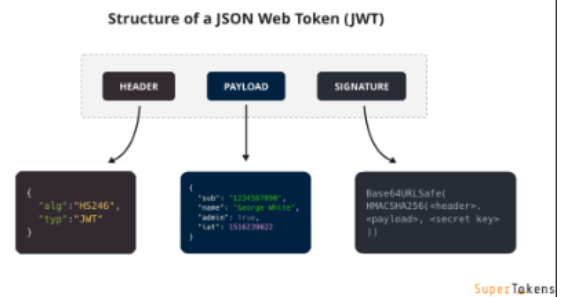 Structure of a JSON Web Token (JWT)
HEADER
PAYLOAD
SIGNATURE
{
"alg":"HS246",
"typ":"JWT"
}
{
"sub": "1234567890",
"name": "George White",
"admin": true,
"iat": 1516239022
}
Base64URLSafe(
HMACSHA256(<header>.
<payload>, <secret key>
))
SuperTokens